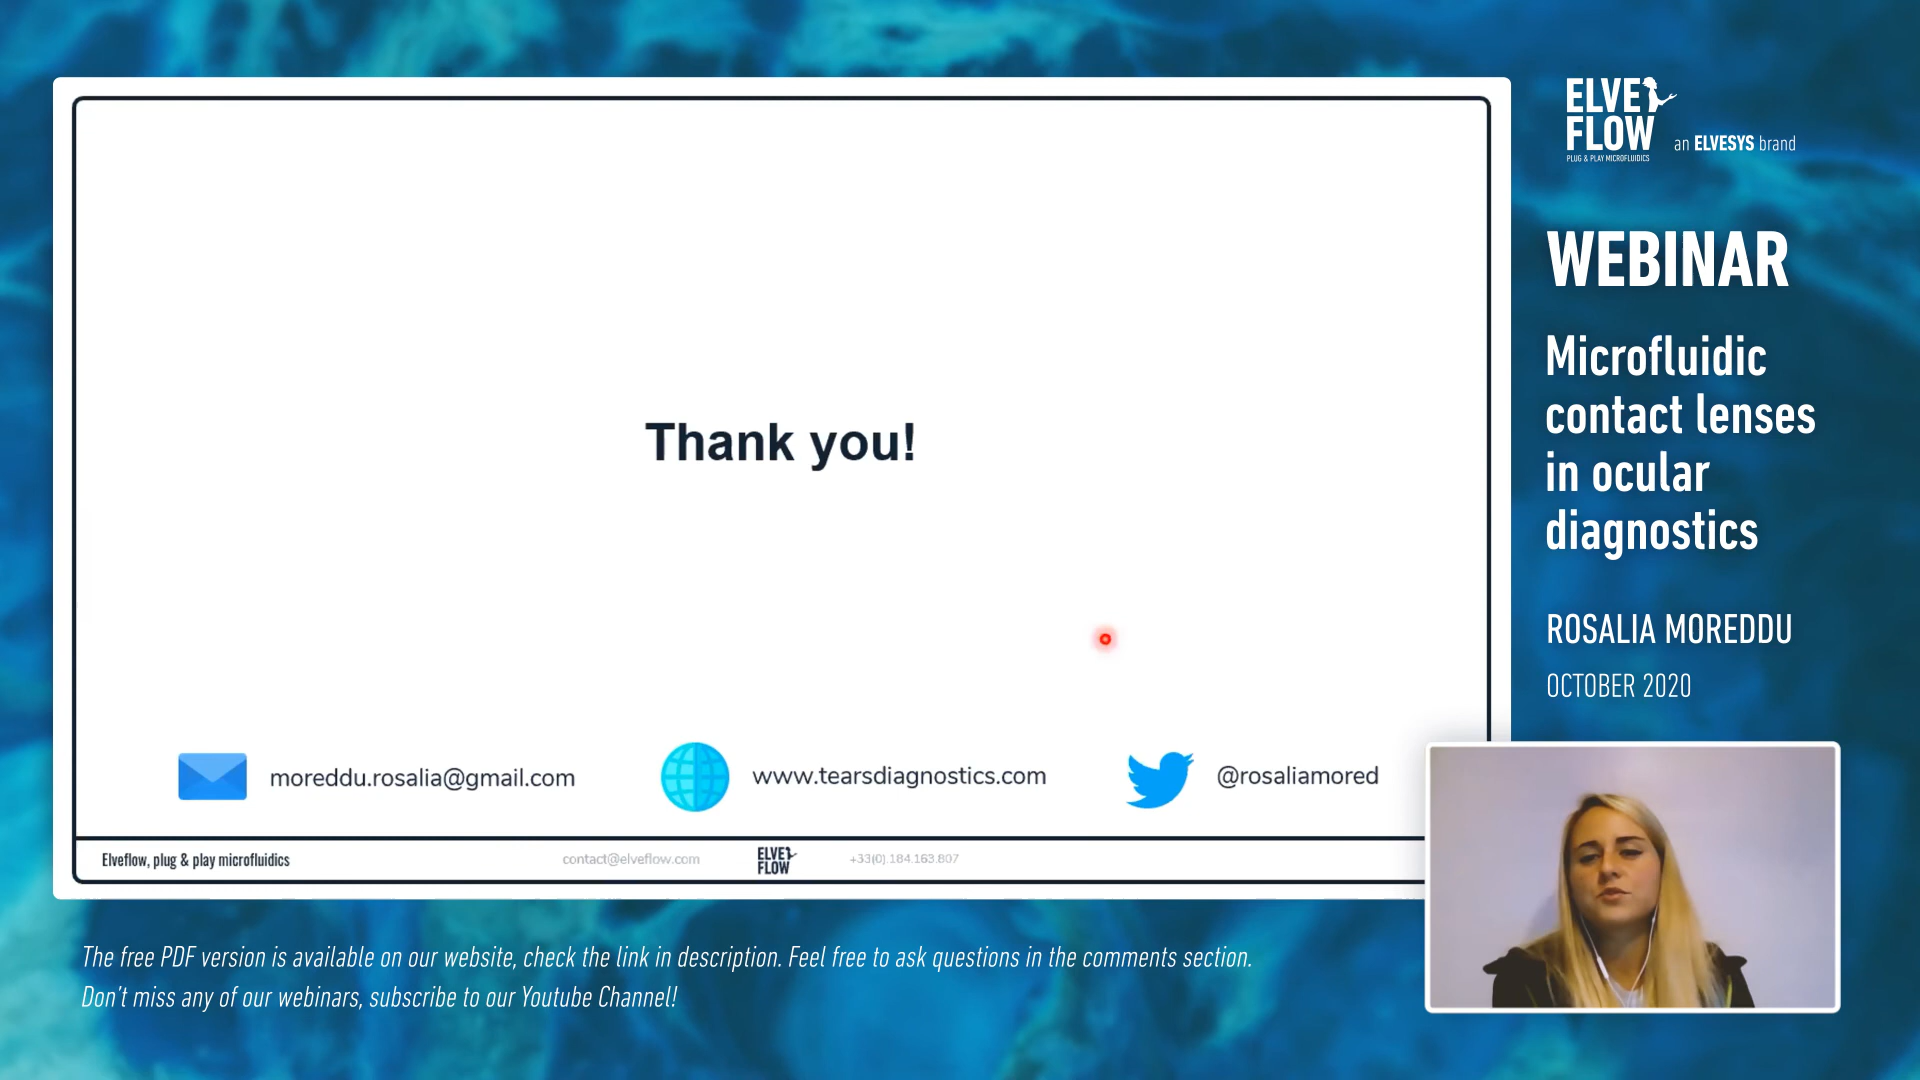 Thank you!
moreddu.rosalia@gmail.com
www.tearsdiagnostics.com
@rosaliamored
Elveflow, plug & play microfluidics
contact@elveflow.com
ELVE
FLOW
+33(0).184.163.807
ELVE
FLOW
PLUG & PLAY MICROFLUIDICS
an ELVESYS brand
WEBINAR
Microfluidic
contact lenses
in ocular
diagnostics
ROSALIA MOREDDU
OCTOBER 2020
The free PDF version is available on our website, check the link in description. Feel free to ask questions in the comments section.
Don't miss any of our webinars, subscribe to our Youtube Channel!